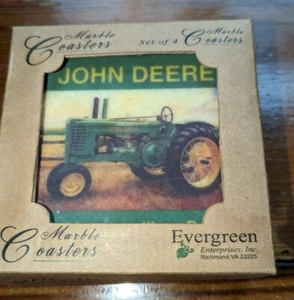 Marble
Coasters
Set of 4
Marble
Coasters
JOHN DEERE
Marble
Coasters
Evergreen
Enterprises, Inc.
Richmond, VA 23225